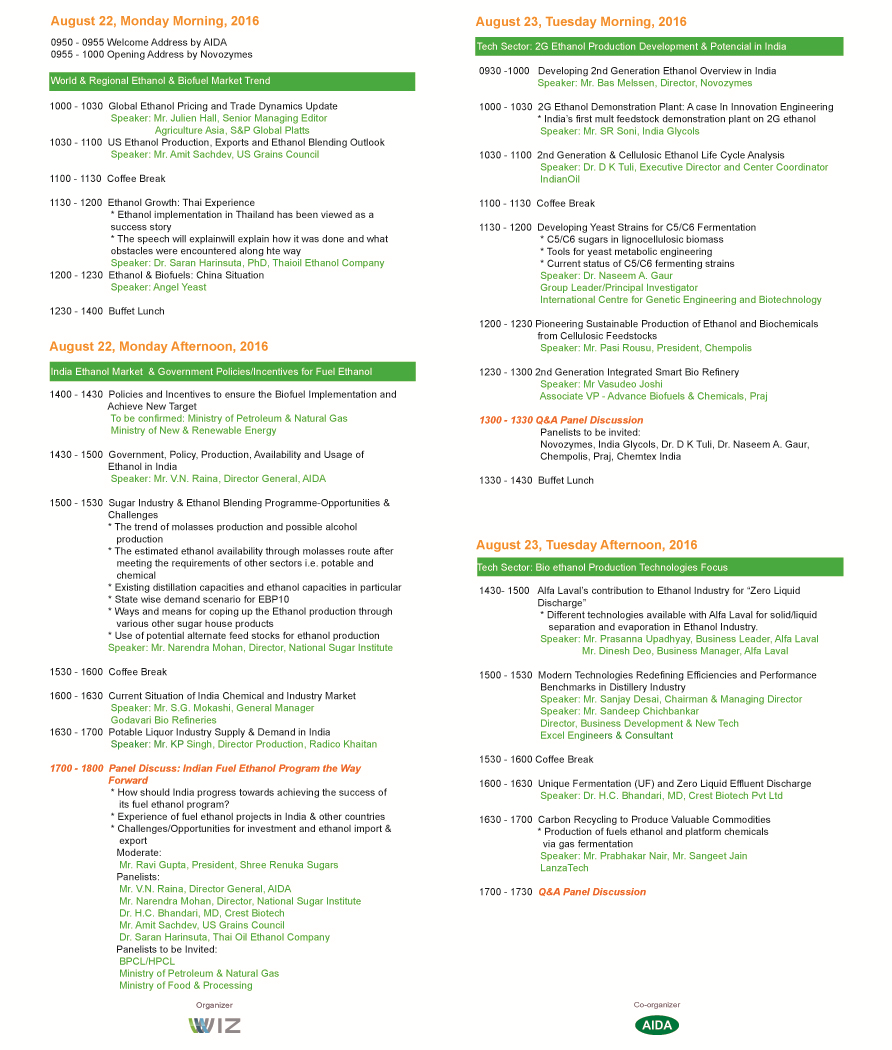 August 22, Monday Morning, 2016
0950 - 0955 Welcome Address by AIDA
0955 - 1000 Opening Address by Novozymes
World & Regional Ethanol & Biofuel Market Trend
1000 - 1030 Global Ethanol Pricing and Trade Dynamics Update
Speaker: Mr. Julien Hall, Senior Managing Editor
Agriculture Asia, S&P Global Platts
1030 - 1100 US Ethanol Production, Exports and Ethanol Blending Outlook
Speaker: Mr. Amit Sachdev, US Grains Council
1100 - 1130 Coffee Break
1130 - 1200 Ethanol Growth: Thai Experience
* Ethanol implementation in Thailand has been viewed as a
success story
* The speech will explainwill explain how it was done and what
obstacles were encountered along hte way
Speaker: Dr. Saran Harinsuta, PhD, Thaioil Ethanol Company
1200 - 1230 Ethanol & Biofuels: China Situation
Speaker: Angel Yeast
1230 - 1400 Buffet Lunch
August 22, Monday Afternoon, 2016
India Ethanol Market & Government Policies/Incentives for Fuel Ethanol
1400 - 1430 Policies and Incentives to ensure the Biofuel Implementation and
Achieve New Target
To be confirmed: Ministry of Petroleum & Natural Gas
Ministry of New & Renewable Energy
1430 - 1500 Government, Policy, Production, Availability and Usage of
Ethanol in India
Speaker: Mr. V.N. Raina, Director General, AIDA
1500 - 1530 Sugar Industry & Ethanol Blending Programme-Opportunities &
Challenges
* The trend of molasses production and possible alcohol
production
* The estimated ethanol availability through molasses route after
meeting the requirements of other sectors i.e. potable and
chemical
* Existing distillation capacities and ethanol capacities in particular
* State wise demand scenario for EBP10
* Ways and means for coping up the Ethanol production through
various other sugar house products
* Use of potential alternate feed stocks for ethanol production
Speaker: Mr. Narendra Mohan, Director, National Sugar Institute
1530 - 1600 Coffee Break
1600 - 1630 Current Situation of India Chemical and Industry Market
Speaker: Mr. S.G. Mokashi, General Manager
Godavari Bio Refineries
1630 - 1700 Potable Liquor Industry Supply & Demand in India
Speaker: Mr. KP Singh, Director Production, Radico Khaitan
1700 - 1800 Panel Discuss: Indian Fuel Ethanol Program the Way
Forward
* How should India progress towards achieving the success of
its fuel ethanol program?
* Experience of fuel ethanol projects in India & other countries
* Challenges/Opportunities for investment and ethanol import &
export
Moderate:
Mr. Ravi Gupta, President, Shree Renuka Sugars
Panelists:
Mr. V.N. Raina, Director General, AIDA
Mr. Narendra Mohan, Director, National Sugar Institute
Dr. H.C. Bhandari, MD, Crest Biotech
Mr. Amit Sachdev, US Grains Council
Dr. Saran Harinsuta, Thai Oil Ethanol Company
Panelists to be Invited:
BPCL/HPCL
Ministry of Petroleum & Natural Gas
Ministry of Food & Processing
Organizer
WIZ
August 23, Tuesday Morning, 2016
Tech Sector: 2G Ethanol Production Development & Potencial in India
0930 -1000 Developing 2nd Generation Ethanol Overview in India
Speaker: Mr. Bas Melssen, Director, Novozymes
1000 - 1030 2G Ethanol Demonstration Plant: A case In Innovation Engineering
* India's first mult feedstock demonstration plant on 2G ethanol
Speaker: Mr. SR Soni, India Glycols
1030 - 1100 2nd Generation & Cellulosic Ethanol Life Cycle Analysis
Speaker: Dr. D K Tuli, Executive Director and Center Coordinator
IndianOil
1100 - 1130 Coffee Break
1130 - 1200 Developing Yeast Strains for C5/C6 Fermentation
* C5/C6 sugars in lignocellulosic biomass
* Tools for yeast metabolic engineering
* Current status of C5/C6 fermenting strains
Speaker: Dr. Naseem A. Gaur
Group Leader/Principal Investigator
International Centre for Genetic Engineering and Biotechnology
1200 - 1230 Pioneering Sustainable Production of Ethanol and Biochemicals
from Cellulosic Feedstocks
Speaker: Mr. Pasi Rousu, President, Chempolis
1230 - 1300 2nd Generation Integrated Smart Bio Refinery
Speaker: Mr Vasudeo Joshi
Associate VP - Advance Biofuels & Chemicals, Praj
1300 - 1330 Q&A Panel Discussion
Panelists to be invited:
Novozymes, India Glycols, Dr. D K Tuli, Dr. Naseem A. Gaur,
Chempolis, Praj, Chemtex India
1330 - 1430 Buffet Lunch
August 23, Tuesday Afternoon, 2016
Tech Sector: Bio ethanol Production Technologies Focus
1430- 1500 Alfa Laval's contribution to Ethanol Industry for "Zero Liquid
Discharge"
* Different technologies available with Alfa Laval for solid/liquid
separation and evaporation in Ethanol Industry.
Speaker: Mr. Prasanna Upadhyay, Business Leader, Alfa Laval
Mr. Dinesh Deo, Business Manager, Alfa Laval
1500 - 1530 Modern Technologies Redefining Efficiencies and Performance
Benchmarks in Distillery Industry
Speaker: Mr. Sanjay Desai, Chairman & Managing Director
Speaker: Mr. Sandeep Chichbankar
Director, Business Development & New Tech
Excel Engineers & Consultant
1530 - 1600 Coffee Break
1600 - 1630 Unique Fermentation (UF) and Zero Liquid Effluent Discharge
Speaker: Dr. H.C. Bhandari, MD, Crest Biotech Pvt Ltd
1630 - 1700 Carbon Recycling to Produce Valuable Commodities
* Production of fuels ethanol and platform chemicals
via gas fermentation
Speaker: Mr. Prabhakar Nair, Mr. Sangeet Jain
LanzaTech
1700 - 1730 Q&A Panel Discussion
Co-organizer
AIDA